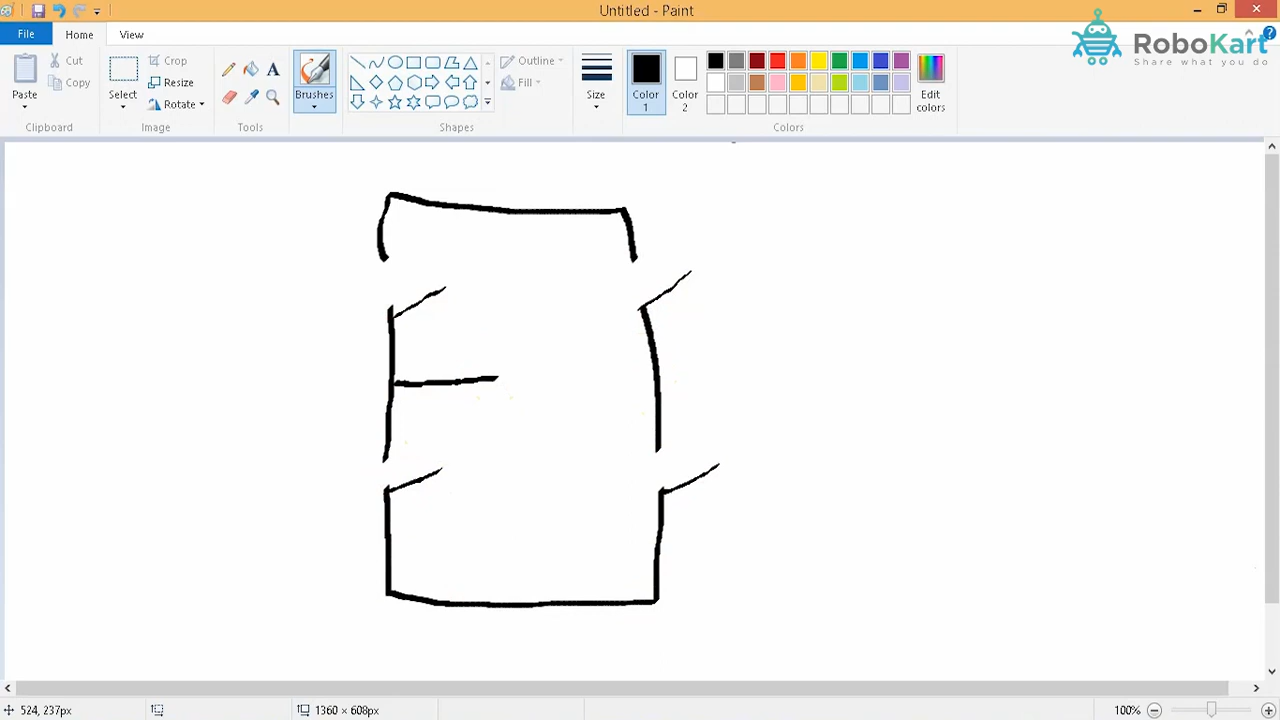 Untitled - Paint
File
Home
View
RoboKart
Share what you do
Paste
Cut
Copy
Clipboard
Select
Crop
Resize
Rotate
Image
A
Tools
Brushes
Outline
Fill
Shapes
Size
Color 1
Color 2
Edit colors
Colors
524, 237px
1360 × 608px
100%